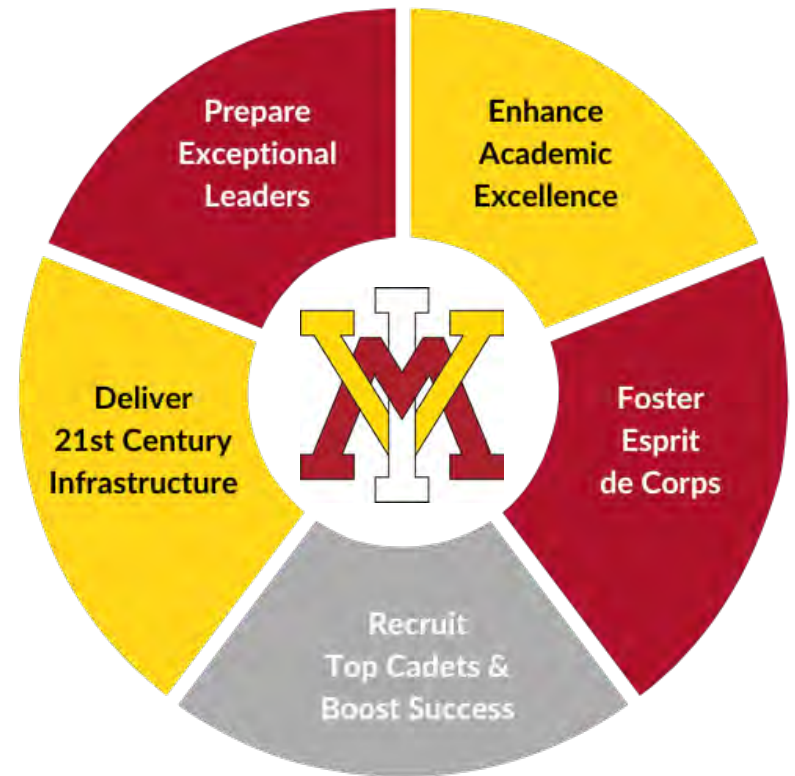 Prepare
Exceptional
Leaders
Enhance
Academic
Excellence
Foster
Esprit
de Corps
Recruit
Top Cadets &
Boost Success
Deliver
21st Century
Infrastructure
VMI